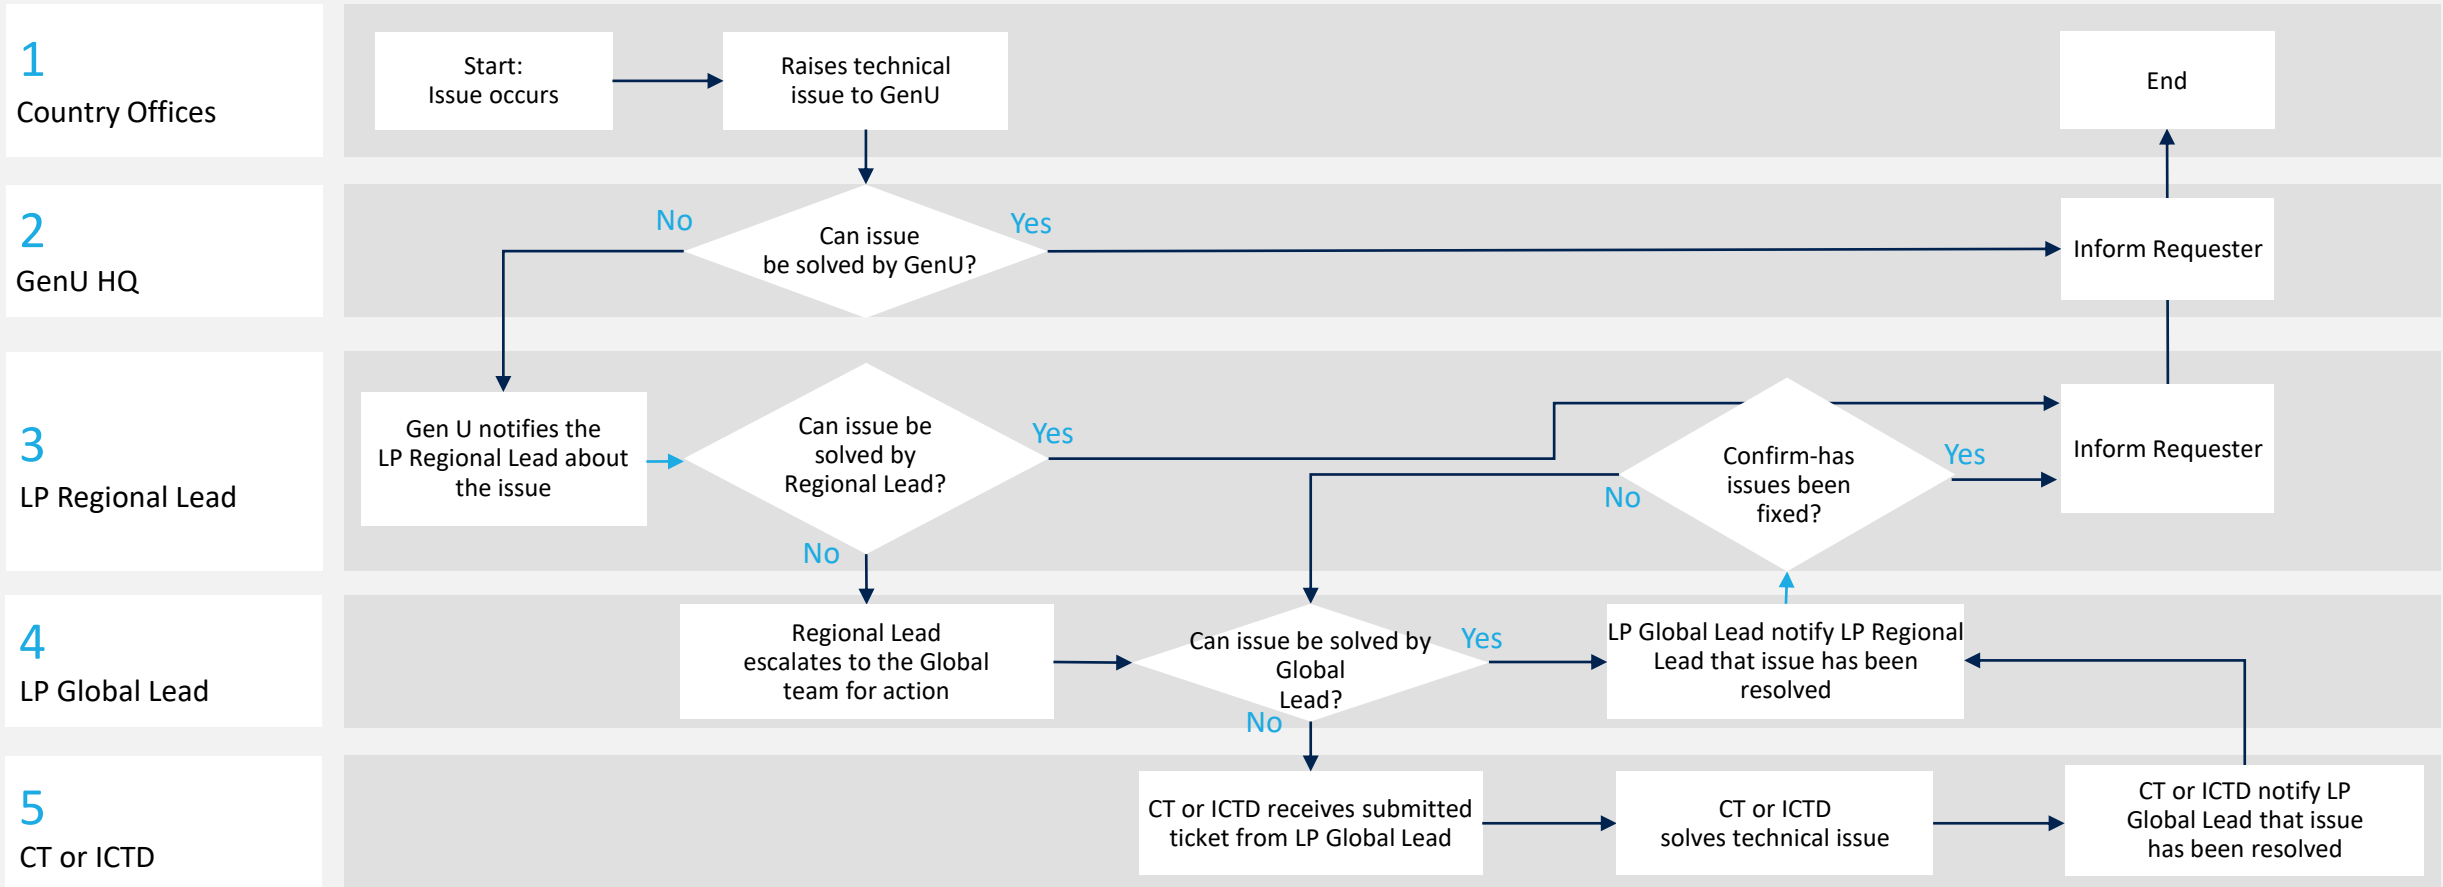 1
Country Offices
Start:
Issue occurs
Raises technical
issue to GenU
End
2
GenU HQ
No
Can issue
be solved by GenU?
Yes
Inform Requester
3
LP Regional Lead
Gen U notifies the
LP Regional Lead about
the issue
Can issue be
solved by
Regional Lead?
Yes
No
Confirm-has
issues been
fixed?
No
Yes
Inform Requester
4
LP Global Lead
Regional Lead
escalates to the Global
team for action
Can issue be solved by
Global
Lead?
Yes
No
LP Global Lead notify LP Regional
Lead that issue has been
resolved
5
CT or ICTD
CT or ICTD receives submitted
ticket from LP Global Lead
CT or ICTD
solves technical issue
CT or ICTD notify LP
Global Lead that issue
has been resolved